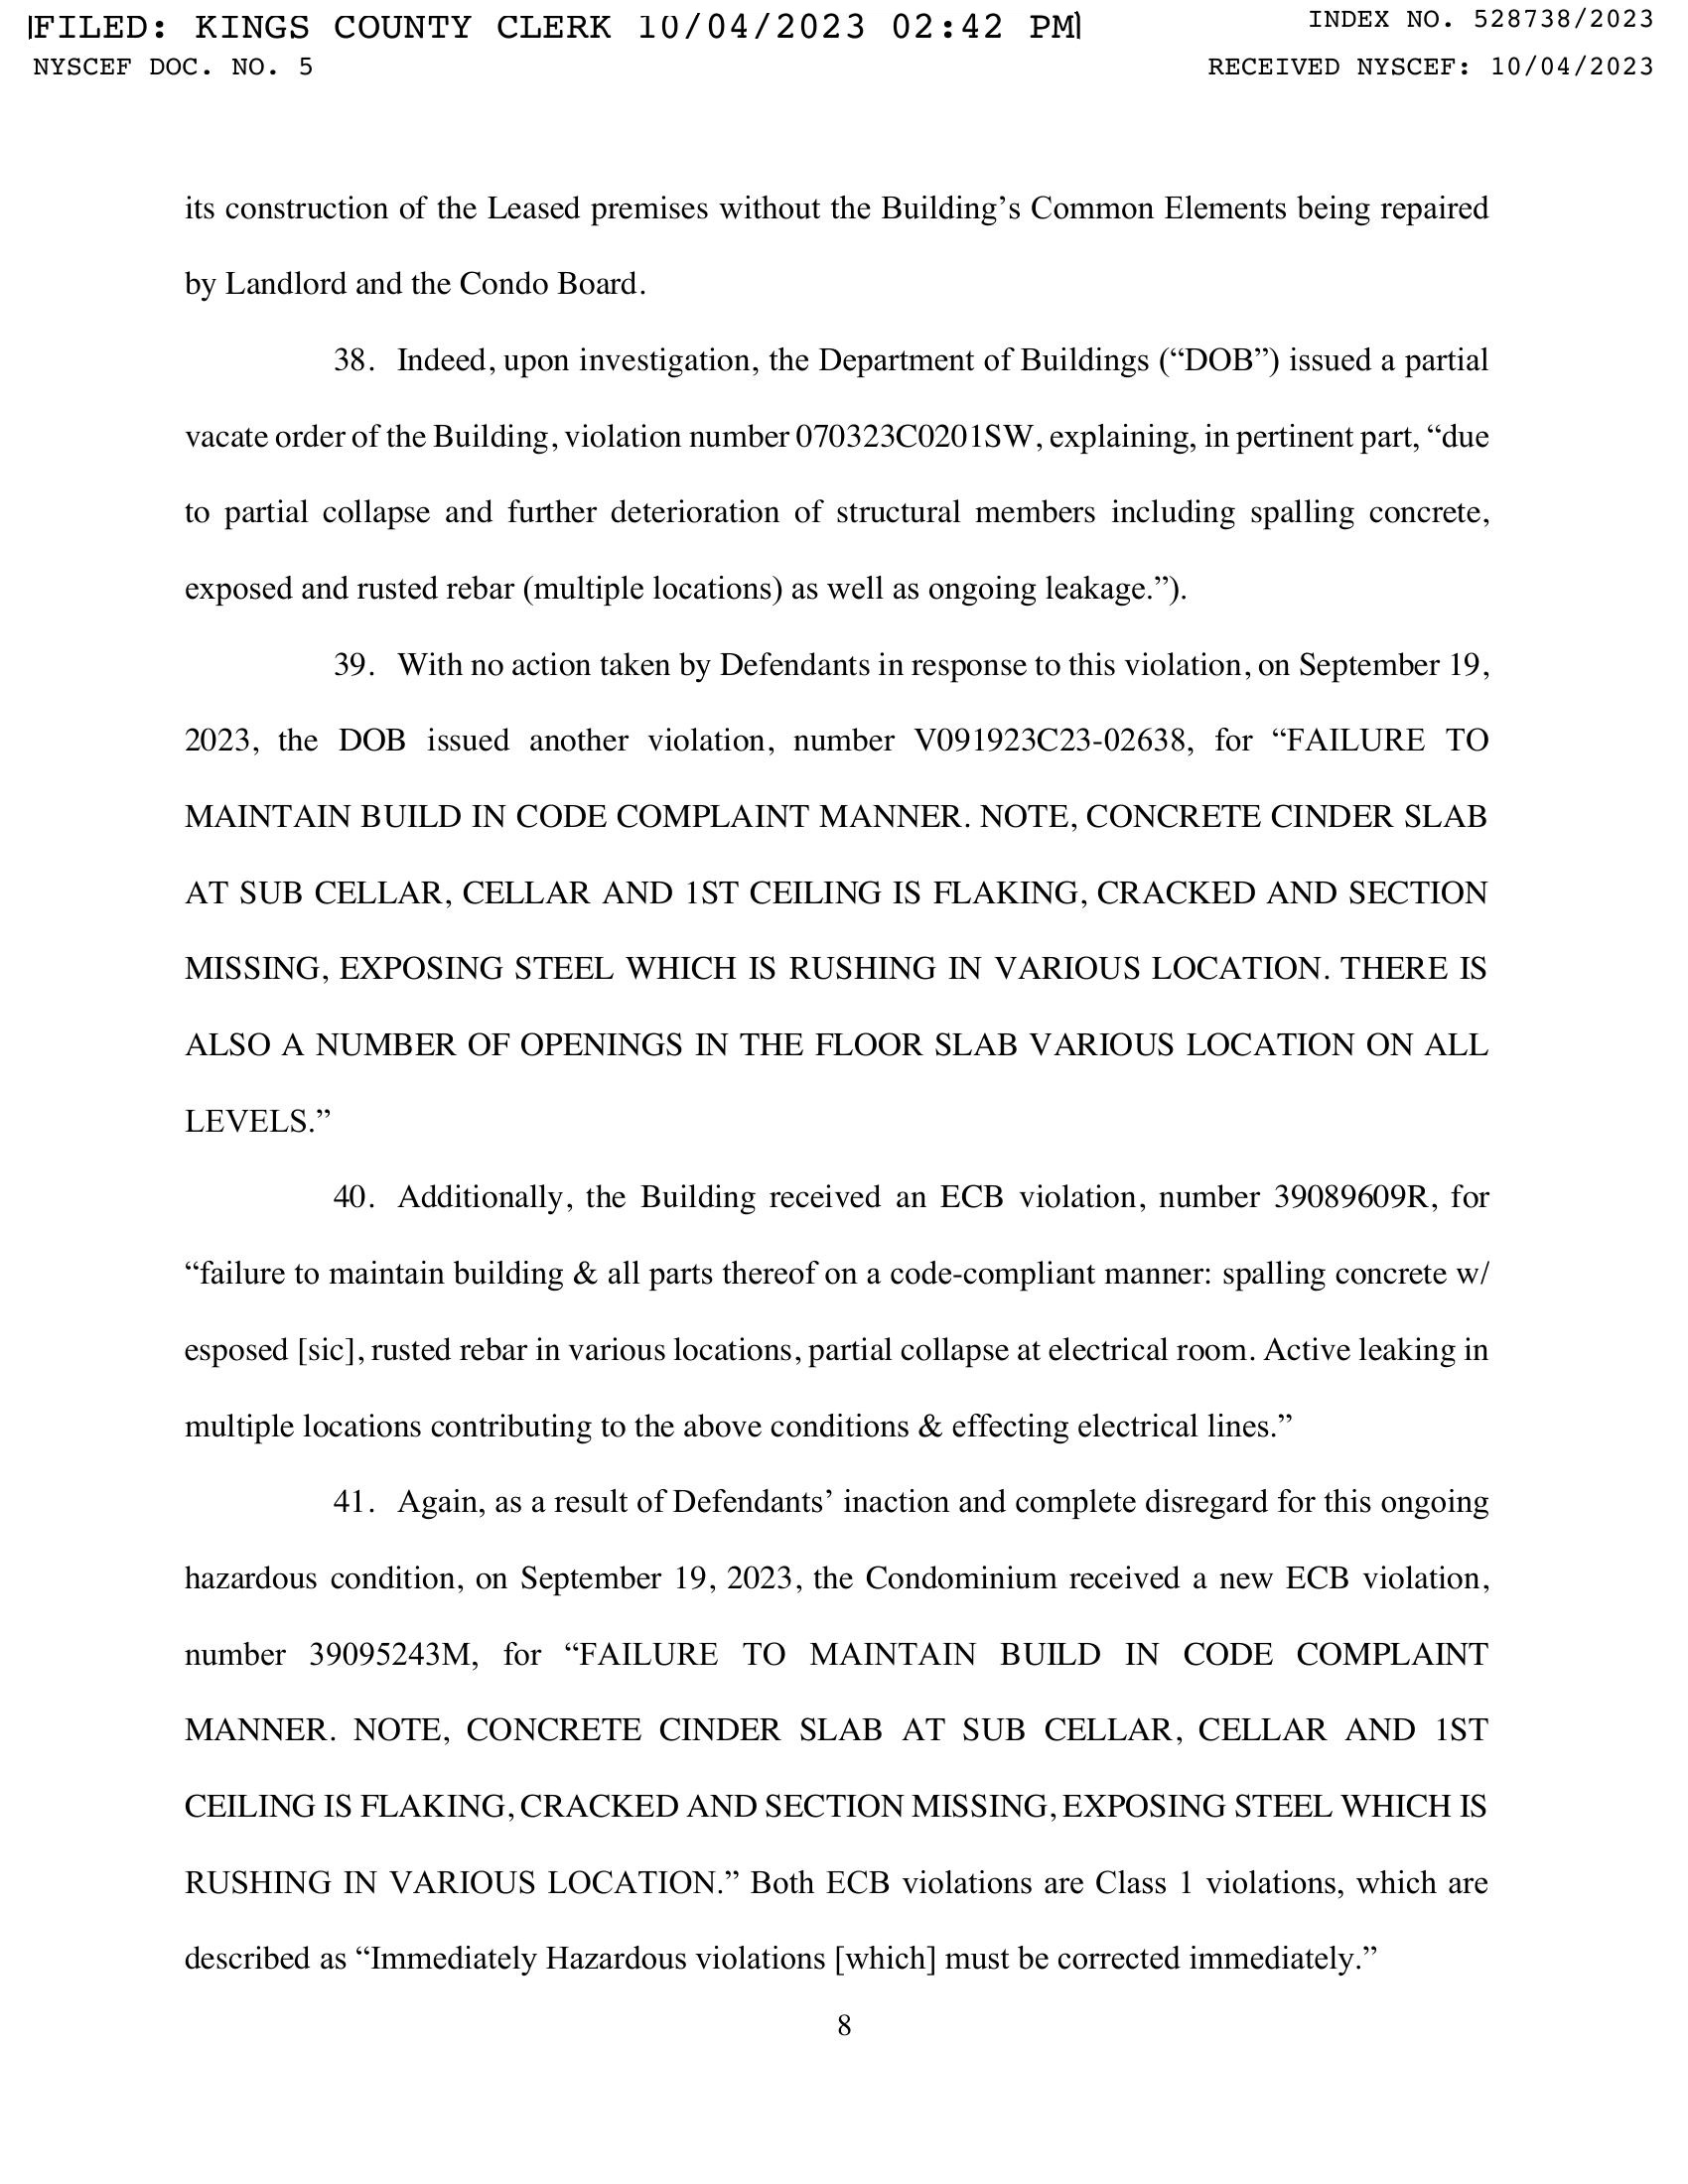 FILED: KINGS COUNTY CLERK 10/04/2023 02:42 PM
INDEX NO. 528738/2023
NYSCEF DOC. NO. 5
RECEIVED NYSCEF: 10/04/2023
its construction of the Leased premises without the Building’s Common Elements being repaired
by Landlord and the Condo Board.
38. Indeed, upon investigation, the Department of Buildings (“DOB”) issued a partial
vacate order of the Building, violation number 070323C0201SW, explaining, in pertinent part, “due
to partial collapse and further deterioration of structural members including spalling concrete,
exposed and rusted rebar (multiple locations) as well as ongoing leakage.”).
39. With no action taken by Defendants in response to this violation, on September 19,
2023, the DOB issued another violation, number V091923C23-02638, for “FAILURE TO
MAINTAIN BUILD IN CODE COMPLAINT MANNER. NOTE, CONCRETE CINDER SLAB
AT SUB CELLAR, CELLAR AND 1ST CEILING IS FLAKING, CRACKED AND SECTION
MISSING, EXPOSING STEEL WHICH IS RUSHING IN VARIOUS LOCATION. THERE IS
ALSO A NUMBER OF OPENINGS IN THE FLOOR SLAB VARIOUS LOCATION ON ALL
LEVELS.”
40. Additionally, the Building received an ECB violation, number 39089609R, for
“failure to maintain building & all parts thereof on a code-compliant manner: spalling concrete w/
esposed [sic], rusted rebar in various locations, partial collapse at electrical room. Active leaking in
multiple locations contributing to the above conditions & effecting electrical lines.”
41. Again, as a result of Defendants’ inaction and complete disregard for this ongoing
hazardous condition, on September 19, 2023, the Condominium received a new ECB violation,
number 39095243M, for “FAILURE TO MAINTAIN BUILD IN CODE COMPLAINT
MANNER. NOTE, CONCRETE CINDER SLAB AT SUB CELLAR, CELLAR AND 1ST
CEILING IS FLAKING, CRACKED AND SECTION MISSING, EXPOSING STEEL WHICH IS
RUSHING IN VARIOUS LOCATION.” Both ECB violations are Class 1 violations, which are
described as “Immediately Hazardous violations [which] must be corrected immediately.”
8